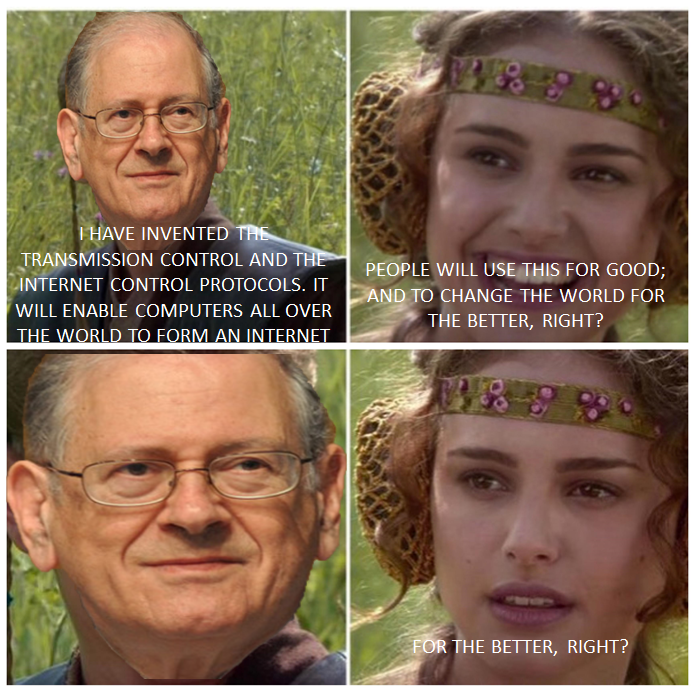 I HAVE INVENTED THE
TRANSMISSION CONTROL AND THE
INTERNET CONTROL PROTOCOLS. IT
WILL ENABLE COMPUTERS ALL OVER
THE WORLD TO FORM AN INTERNET
PEOPLE WILL USE THIS FOR GOOD;
AND TO CHANGE THE WORLD FOR
THE BETTER, RIGHT?
FOR THE BETTER, RIGHT?